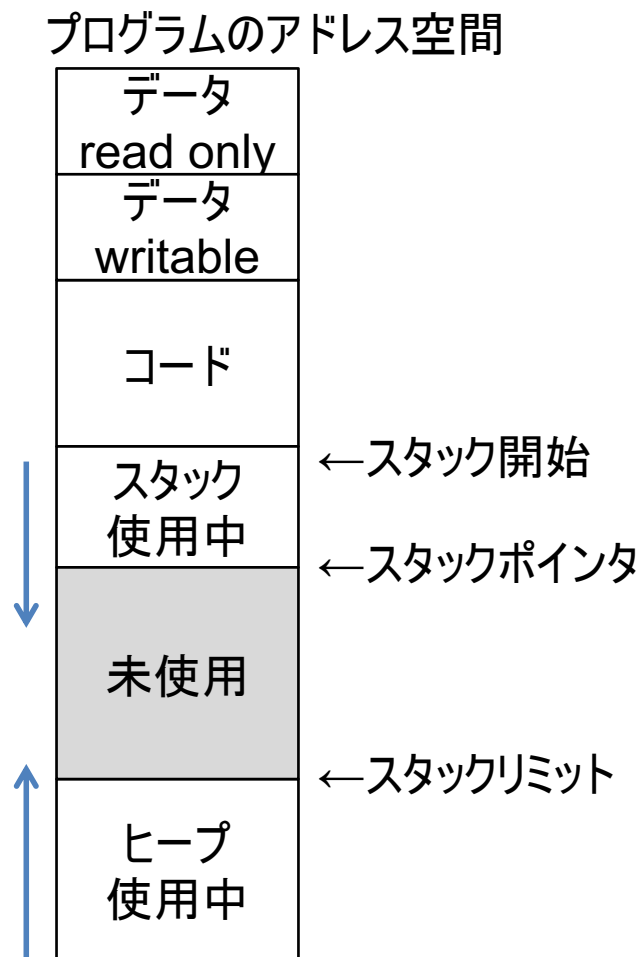 プログラムのアドレス空間
データ
read only
データ
writable
コード
←スタック開始
スタック
使用中
←スタックポインタ
未使用
←スタックリミット
ヒープ
使用中